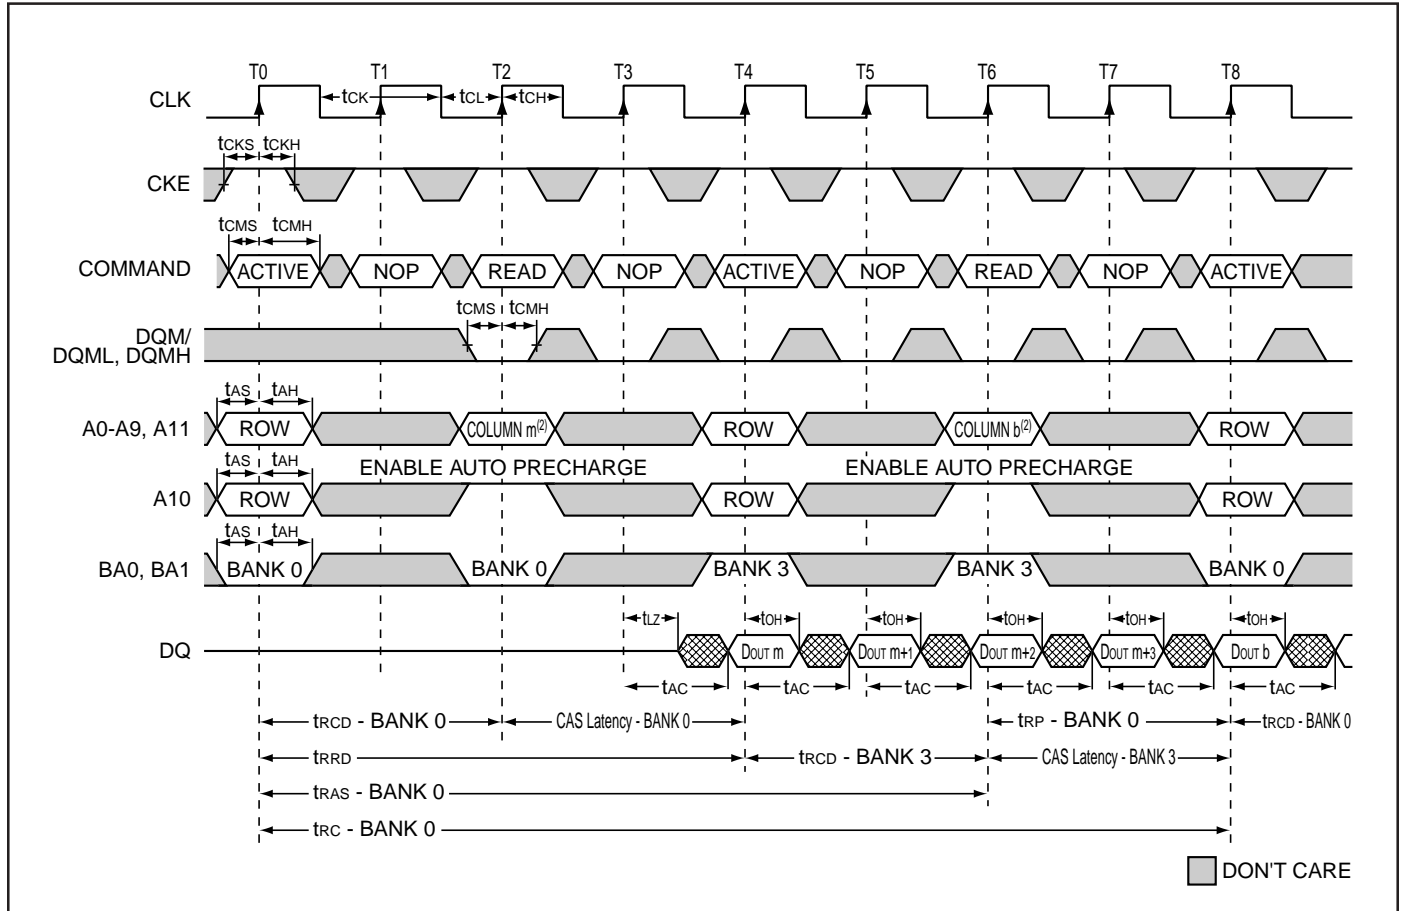 T0 T1 T2 T3 T4 T5 T6 T7 T8
CLK tCK tCL tCH
tCKS tCKH
CKE
tCMS tCMH
COMMAND ACTIVE NOP READ NOP ACTIVE NOP READ NOP ACTIVE
tCMS tCMH
DQM/
DQML, DQMH
tAS tAH
A0-A9, A11 ROW COLUMN m(2) ROW COLUMN b(2) ROW
tAS tAH ENABLE AUTO PRECHARGE ENABLE AUTO PRECHARGE
A10 ROW ROW ROW
tAS tAH
BA0, BA1 BANK 0 BANK 0 BANK 3 BANK 3 BANK 0
tLZ tOH tOH tOH tOH tOH
DQ DOUT m DOUT m+1 DOUT m+2 DOUT m+3 DOUT b
tAC tAC tAC tAC tAC tAC
tRCD - BANK 0 CAS Latency - BANK 0 tRP - BANK 0 tRCD - BANK 0
tRRD tRCD - BANK 3 CAS Latency - BANK 3
tRAS - BANK 0
tRC - BANK 0
DON'T CARE